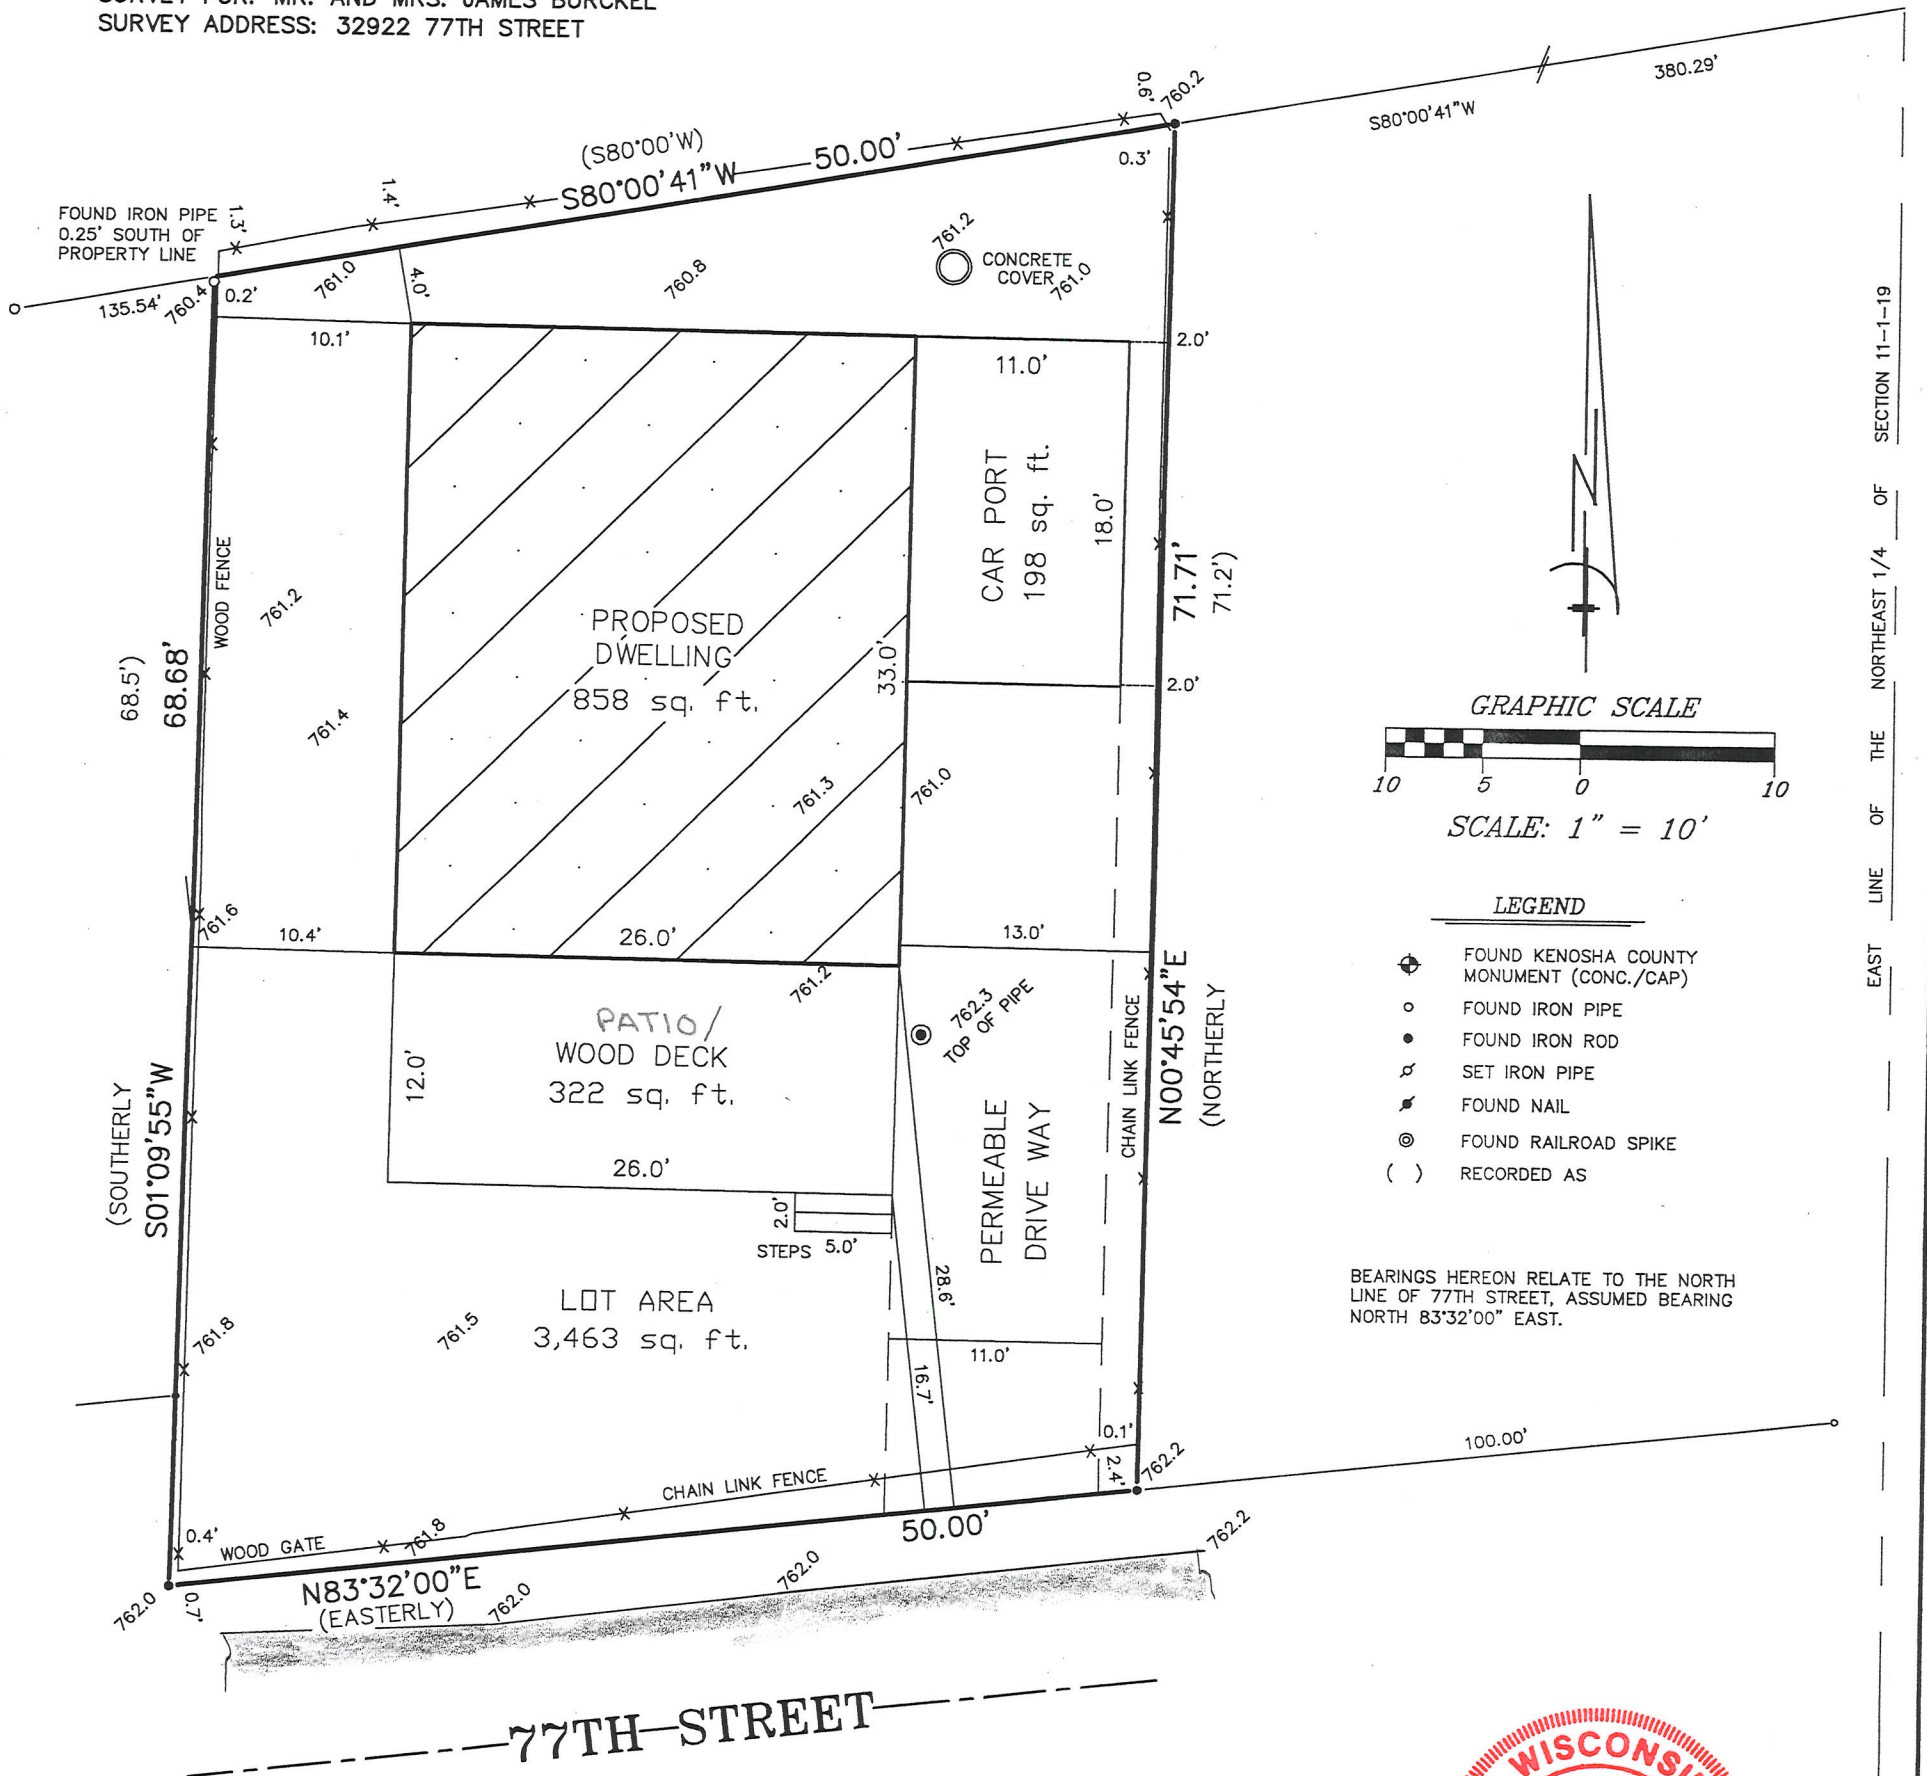 SURVEY FOR: MR. AND MRS. JAMES BURCKEL
SURVEY ADDRESS: 32922 77TH STREET
380.29'
S80°00'41"W
0.6'
760.2
(S80°00'W)
S80°00'41"W
50.00'
0.3'
1.4'
1.3'
FOUND IRON PIPE
0.25' SOUTH OF
PROPERTY LINE
135.54'
760.4
0.2'
761.0
4.0'
760.8
761.2
CONCRETE
COVER
761.0
10.1'
11.0'
2.0'
CAR PORT
198 sq. ft.
18.0'
WOOD FENCE
761.2
761.4
68.5')
68.68'
PROPOSED
DWELLING
858 sq. ft.
33.0'
71.71'
71.2')
2.0'
761.3
761.0
761.6
10.4'
26.0'
13.0'
761.2
762.3
TOP OF PIPE
PATIO/
WOOD DECK
322 sq. ft.
12.0'
26.0'
2.0'
STEPS 5.0'
PERMEABLE
DRIVE WAY
CHAIN LINK FENCE
N00°45'54"E
(NORTHERLY
(SOUTHERLY
S01°09'55"W
28.6'
16.7'
11.0'
LOT AREA
3,463 sq. ft.
761.8
761.5
0.1'
2.4'
762.2
100.00'
CHAIN LINK FENCE
0.4'
WOOD GATE
761.8
50.00'
762.0
0.7'
N83°32'00"E
(EASTERLY)
762.0
762.0
762.2
77TH STREET
N
GRAPHIC SCALE
10 5 0 10
SCALE: 1" = 10'
LEGEND
FOUND KENOSHA COUNTY
MONUMENT (CONC./CAP)
FOUND IRON PIPE
FOUND IRON ROD
SET IRON PIPE
FOUND NAIL
FOUND RAILROAD SPIKE
( ) RECORDED AS
BEARINGS HEREON RELATE TO THE NORTH
LINE OF 77TH STREET, ASSUMED BEARING
NORTH 83°32'00" EAST.
EAST LINE OF THE NORTHEAST 1/4 OF SECTION 11-1-19